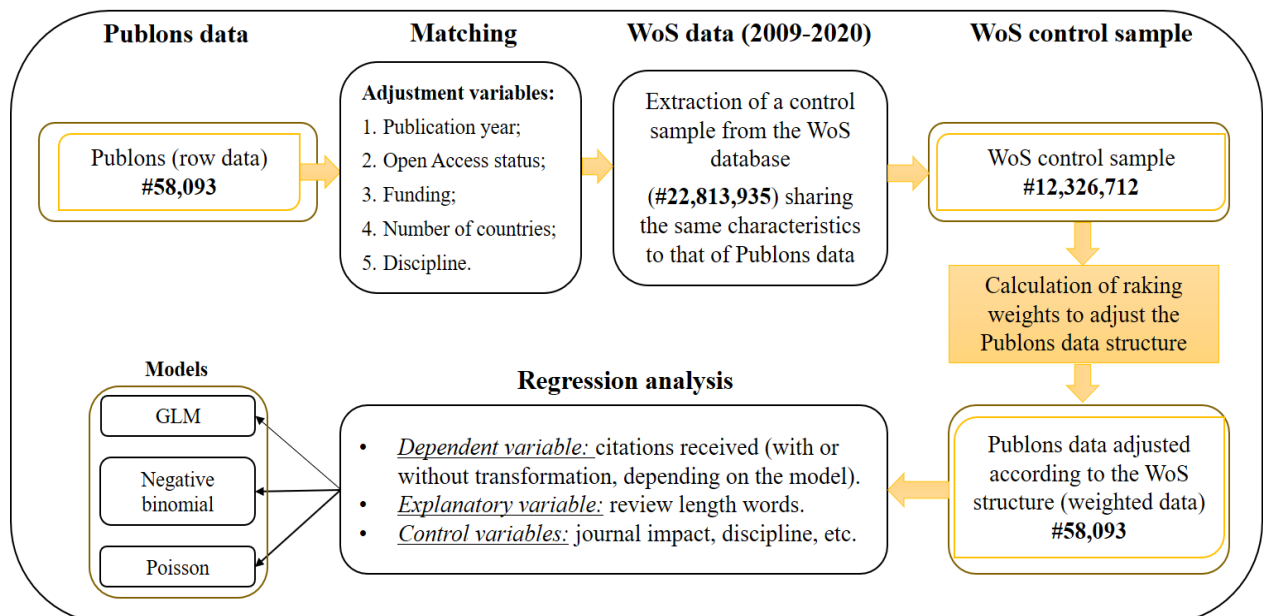 Publons data
Matching
WoS data (2009-2020)
WoS control sample
Publons (row data)
#58,093
Adjustment variables:
1. Publication year;
2. Open Access status;
3. Funding;
4. Number of countries;
5. Discipline.
Extraction of a control
sample from the WoS
database
(#22,813,935) sharing
the same characteristics
to that of Publons data
WoS control sample
#12,326,712
Calculation of raking
weights to adjust the
Publons data structure
Publons data adjusted
according to the WoS
structure (weighted data)
#58,093
Regression analysis
• Dependent variable: citations received (with or
without transformation, depending on the model).
• Explanatory variable: review length words.
• Control variables: journal impact, discipline, etc.
Models
GLM
Negative
binomial
Poisson